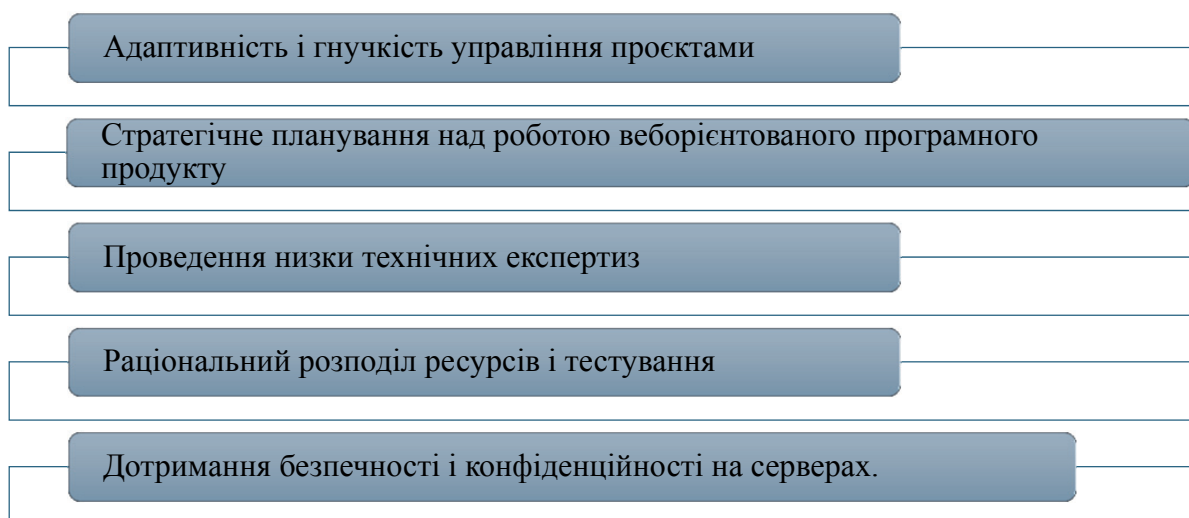 Адаптивність і гнучкість управління проєктами
Стратегічне планування над роботою веборієнтованого програмного
продукту
Проведення низки технічних експертиз
Раціональний розподіл ресурсів і тестування
Дотримання безпечності і конфіденційності на серверах.